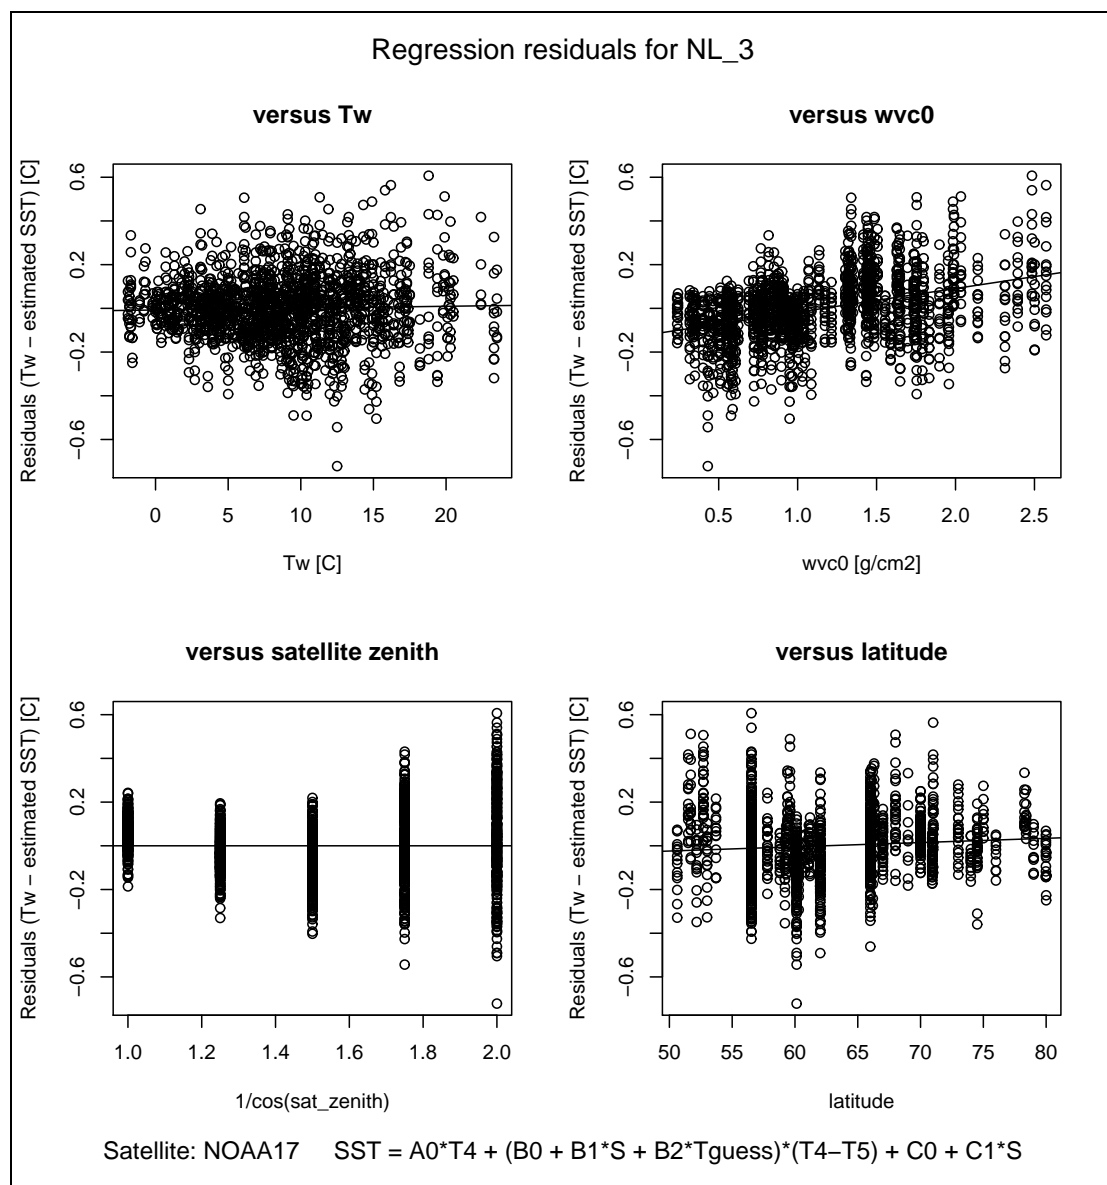 Regression residuals for NL_3
versus Tw
Residuals (Tw − estimated SST) [C]
0.6
0.2
−0.2
−0.6
0 5 10 15 20
Tw [C]
versus wvc0
Residuals (Tw − estimated SST) [C]
0.6
0.2
−0.2
−0.6
0.5 1.0 1.5 2.0 2.5
wvc0 [g/cm2]
versus satellite zenith
Residuals (Tw − estimated SST) [C]
0.6
0.2
−0.2
−0.6
1.0 1.2 1.4 1.6 1.8 2.0
1/cos(sat_zenith)
versus latitude
Residuals (Tw − estimated SST) [C]
0.6
0.2
−0.2
−0.6
50 55 60 65 70 75 80
latitude
Satellite: NOAA17 SST = A0*T4 + (B0 + B1*S + B2*Tguess)*(T4−T5) + C0 + C1*S